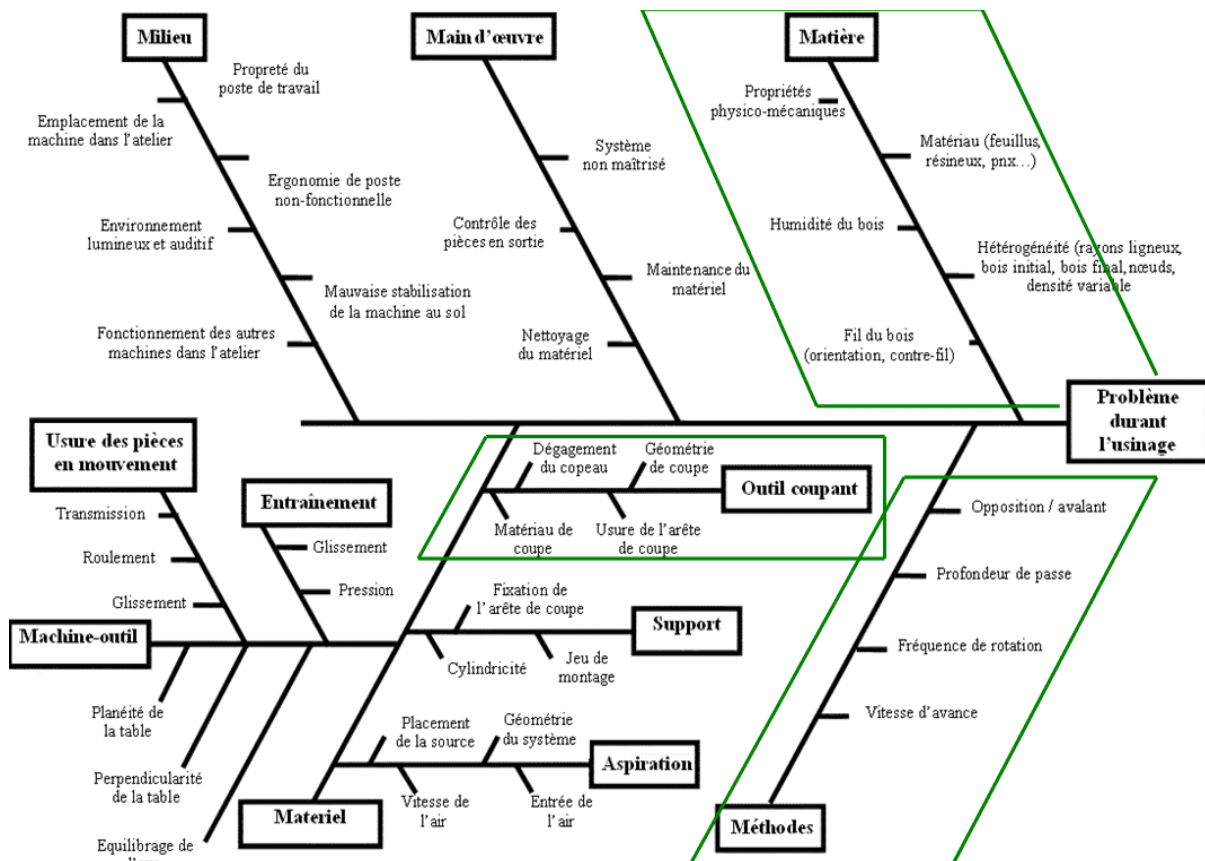 Milieu
Propreté du
poste de travail
Emplacement de la
machine dans l'atelier
Ergonomie de poste
non-fonctionnelle
Environnement
lumineux et auditif
Mauvaise stabilisation
de la machine au sol
Fonctionnement des autres
machines dans l'atelier
Main d'œuvre
Système
non maîtrisé
Contrôle des
pièces en sortie
Maintenance du
matériel
Nettoyage
du matériel
Matière
Propriétés
physico-mécaniques
Matériau (feuillus,
résineux, pnx…)
Humidité du bois
Hétérogénéité (rayons ligneux,
bois initial, bois final, nœuds,
densité variable
Fil du bois
(orientation, contre-fil)
Problème
durant
l'usinage
Usure des pièces
en mouvement
Transmission
Roulement
Glissement
Entraînement
Glissement
Pression
Machine-outil
Planéité de
la table
Perpendicularité
de la table
Equilibrage de
Dégagement
du copeau
Géométrie
de coupe
Outil coupant
Matériau de
coupe
Usure de l'arête
de coupe
Fixation de
l'arête de coupe
Support
Cylindricité
Jeu de
montage
Placement
de la source
Géométrie
du système
Aspiration
Vitesse de
l'air
Entrée de
l'air
Materiel
Opposition / avalant
Profondeur de passe
Fréquence de rotation
Vitesse d'avance
Méthodes